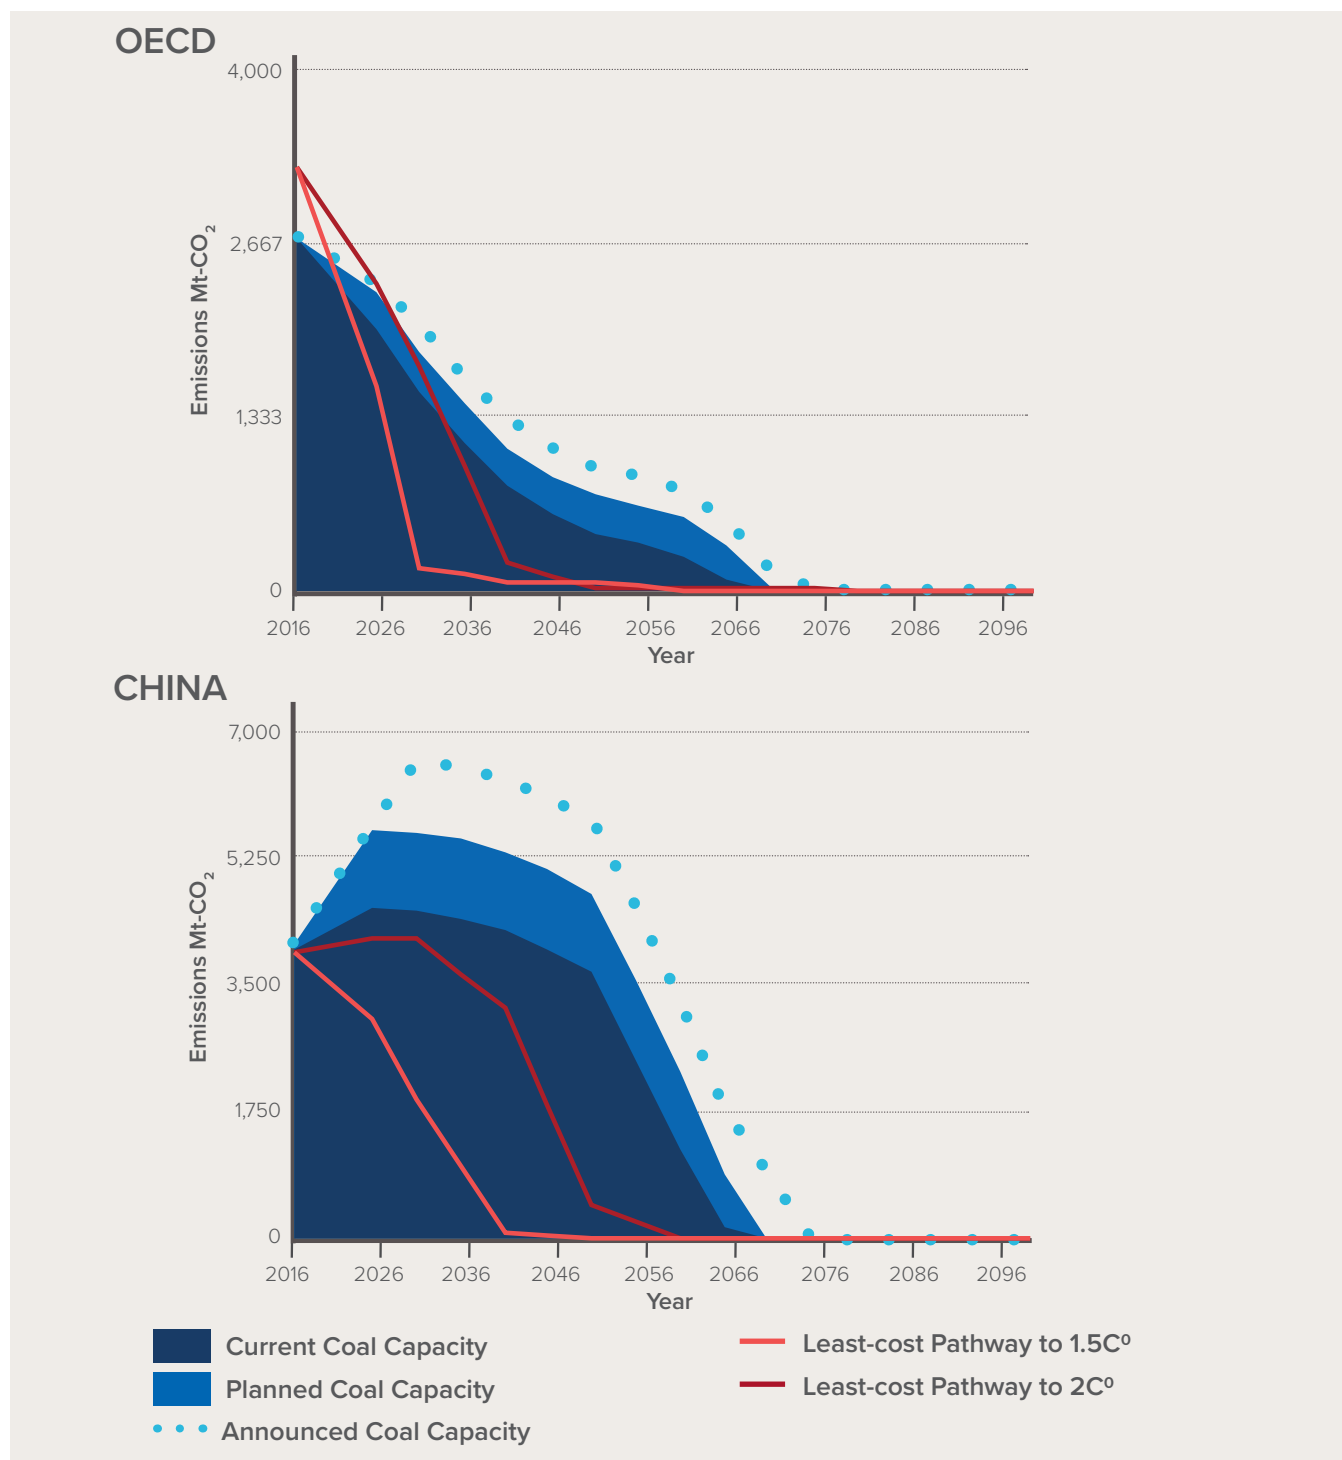 OECD
4,000
2,667
1,333
0
Emissions Mt-CO₂
2016 2026 2036 2046 2056 2066 2076 2086 2096
Year
CHINA
7,000
5,250
3,500
1,750
0
Emissions Mt-CO₂
2016 2026 2036 2046 2056 2066 2076 2086 2096
Year
Current Coal Capacity
Planned Coal Capacity
Announced Coal Capacity
Least-cost Pathway to 1.5Cº
Least-cost Pathway to 2Cº